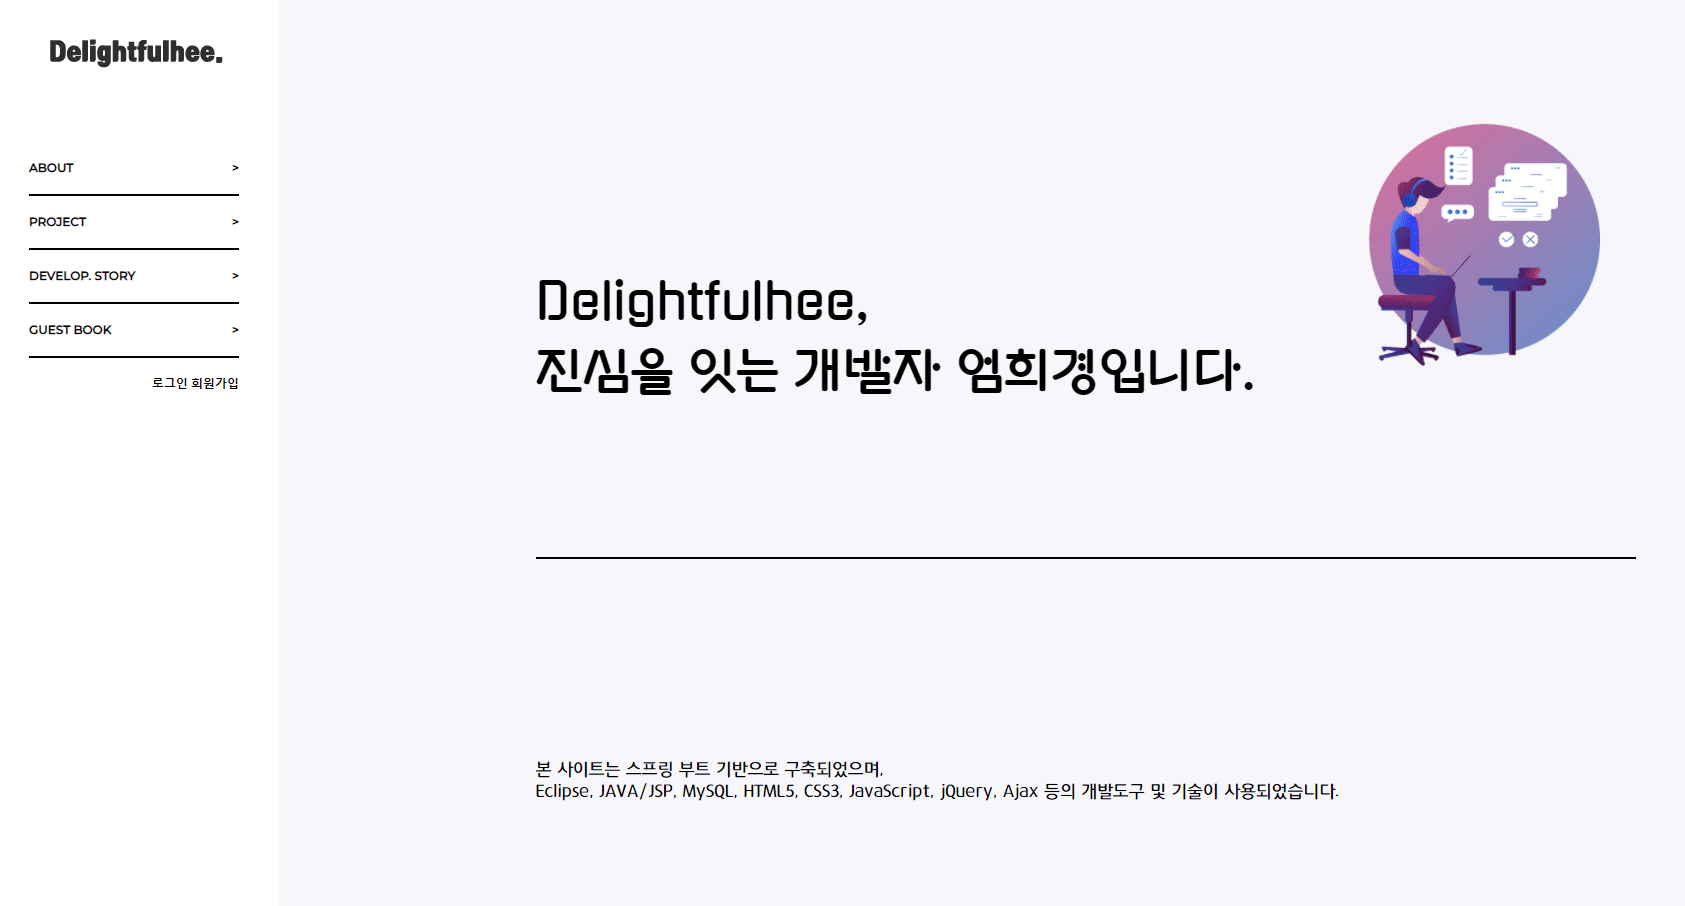 Delightfulhee.
ABOUT >
PROJECT >
DEVELOP. STORY >
GUEST BOOK >
로그인 회원가입
Delightfulhee,
진심을 잇는 개발자 엄희경입니다.
본 사이트는 스프링 부트 기반으로 구축되었으며,
Eclipse, JAVA/JSP, MySQL, HTML5, CSS3, JavaScript, jQuery, Ajax 등의 개발도구 및 기술이 사용되었습니다.